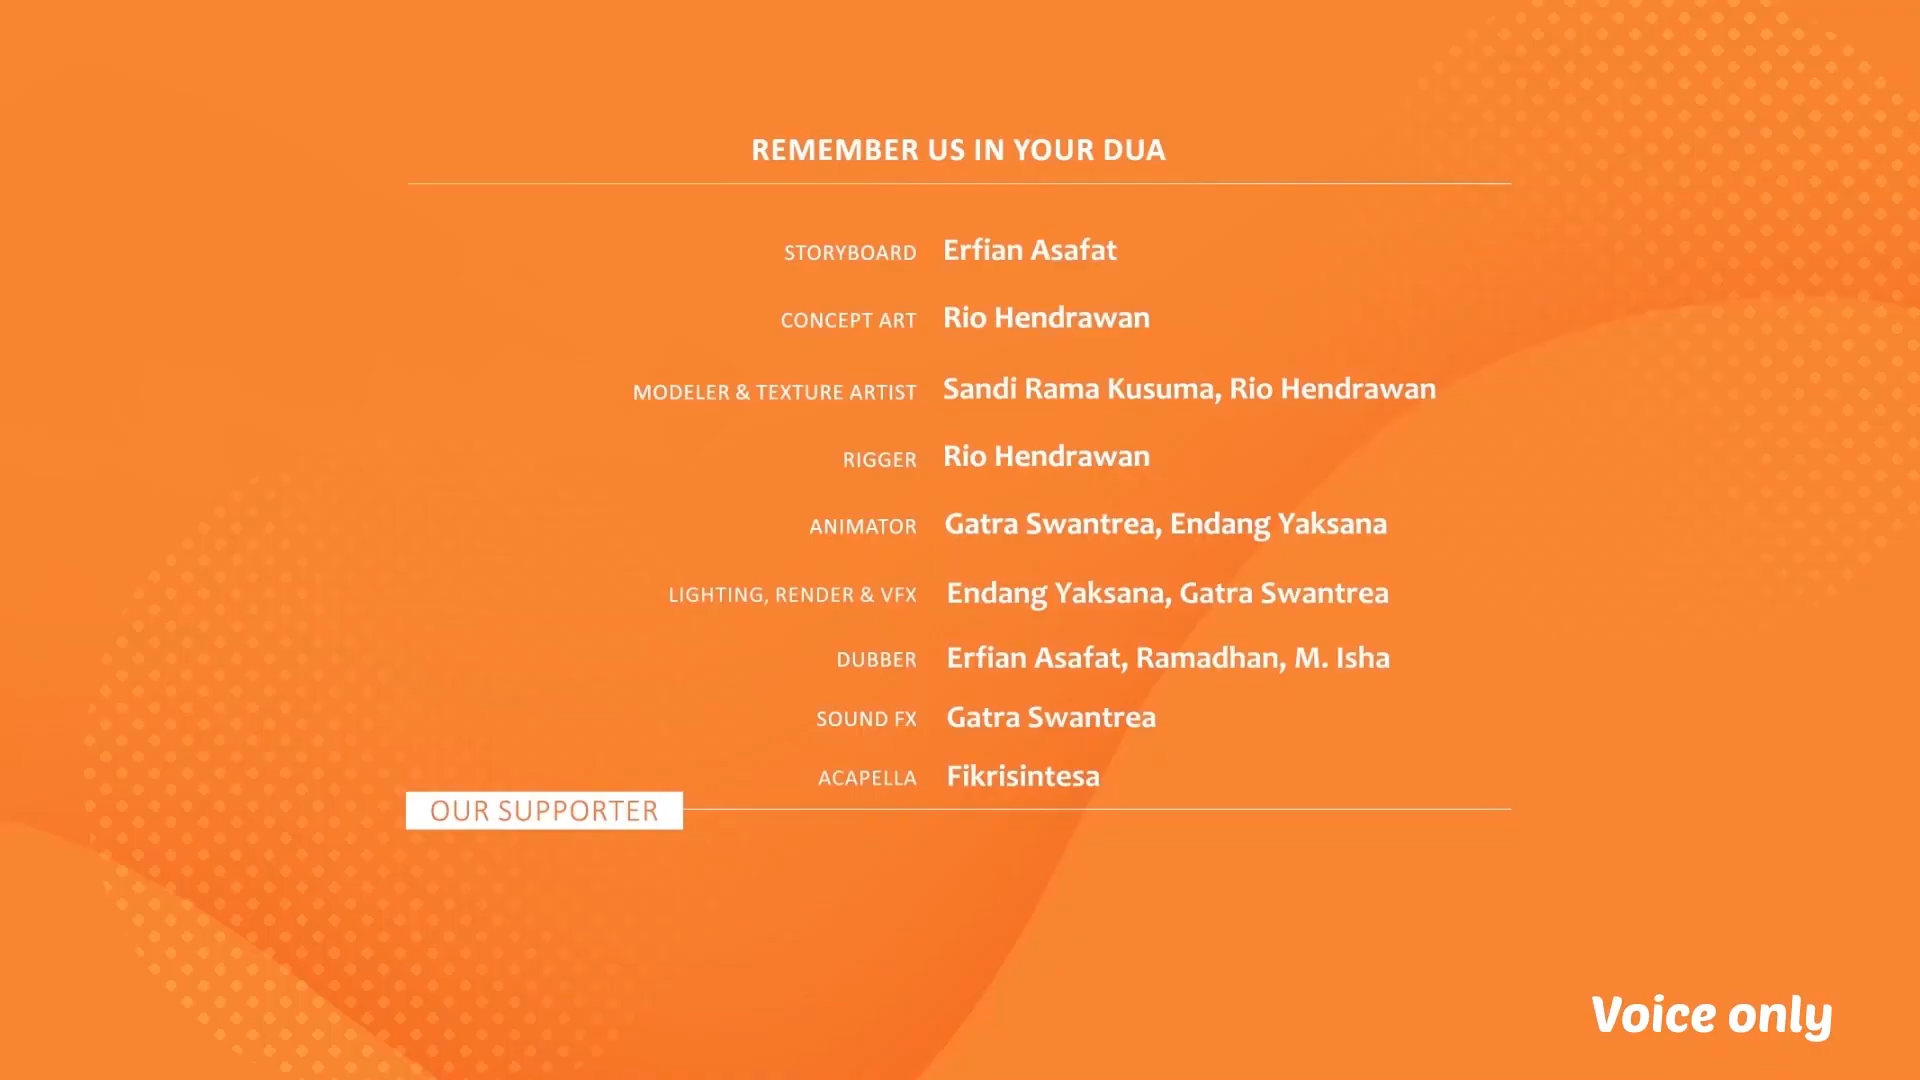 REMEMBER US IN YOUR DUA
STORYBOARD Erfian Asafat
CONCEPT ART Rio Hendrawan
MODELER & TEXTURE ARTIST Sandi Rama Kusuma, Rio Hendrawan
RIGGER Rio Hendrawan
ANIMATOR Gatra Swantrea, Endang Yaksana
LIGHTING, RENDER & VFX Endang Yaksana, Gatra Swantrea
DUBBER Erfian Asafat, Ramadhan, M. Isha
SOUND FX Gatra Swantrea
ACAPELLA Fikrisintesa
OUR SUPPORTER
Voice only